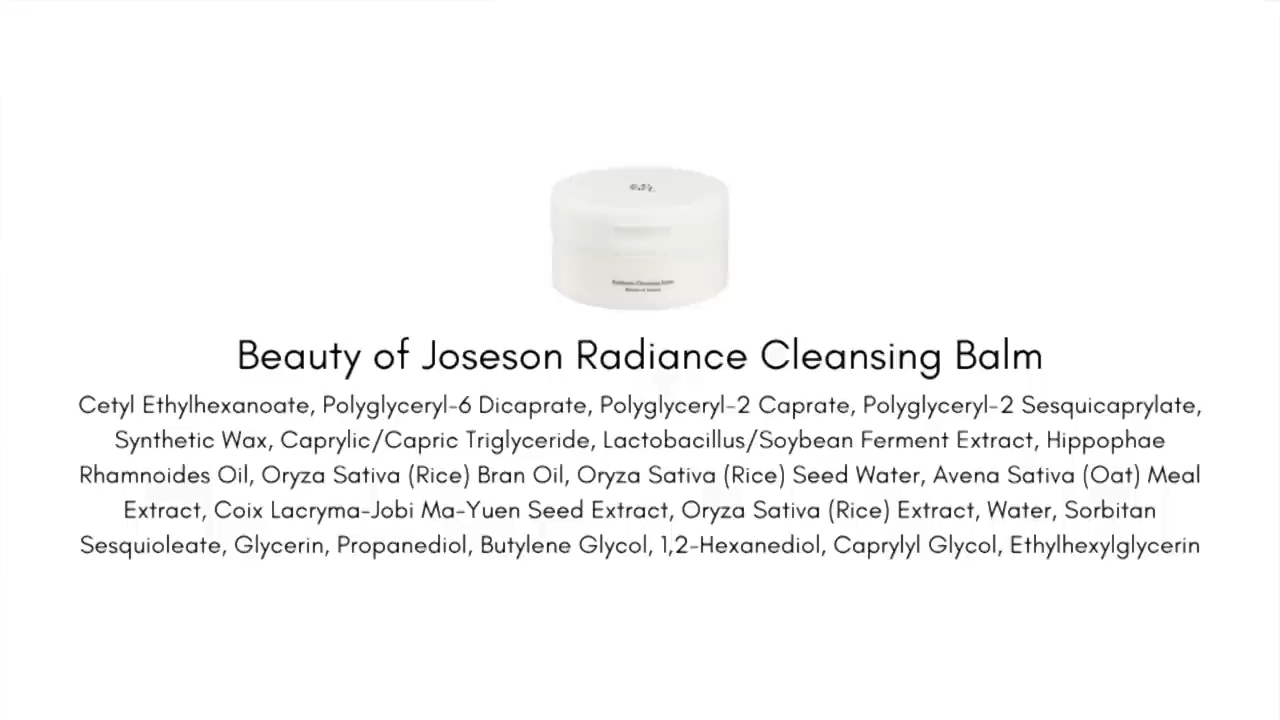 Beauty of Joseson Radiance Cleansing Balm
Cetyl Ethylhexanoate, Polyglyceryl-6 Dicaprate, Polyglyceryl-2 Caprate, Polyglyceryl-2 Sesquicaprylate,
Synthetic Wax, Caprylic/Capric Triglyceride, Lactobacillus/Soybean Ferment Extract, Hippophae
Rhamnoides Oil, Oryza Sativa (Rice) Bran Oil, Oryza Sativa (Rice) Seed Water, Avena Sativa (Oat) Meal
Extract, Coix Lacryma-Jobi Ma-Yuen Seed Extract, Oryza Sativa (Rice) Extract, Water, Sorbitan
Sesquioleate, Glycerin, Propanediol, Butylene Glycol, 1,2-Hexanediol, Caprylyl Glycol, Ethylhexylglycerin